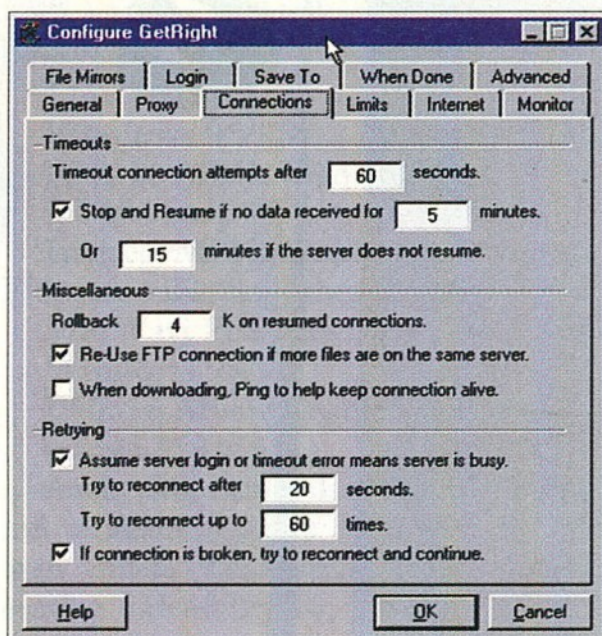 Configure GetRight
File Mirrors Login Save To When Done Advanced
General Proxy Connections Limits Internet Monitor
Timeouts
Timeout connection attempts after 60 seconds.
Stop and Resume if no data received for 5 minutes.
Or 15 minutes if the server does not resume.
Miscellaneous
Rollback 4 K on resumed connections.
Re-Use FTP connection if more files are on the same server.
When downloading, Ping to help keep connection alive.
Retrying
Assume server login or timeout error means server is busy.
Try to reconnect after 20 seconds.
Try to reconnect up to 60 times.
If connection is broken, try to reconnect and continue.
Help OK Cancel